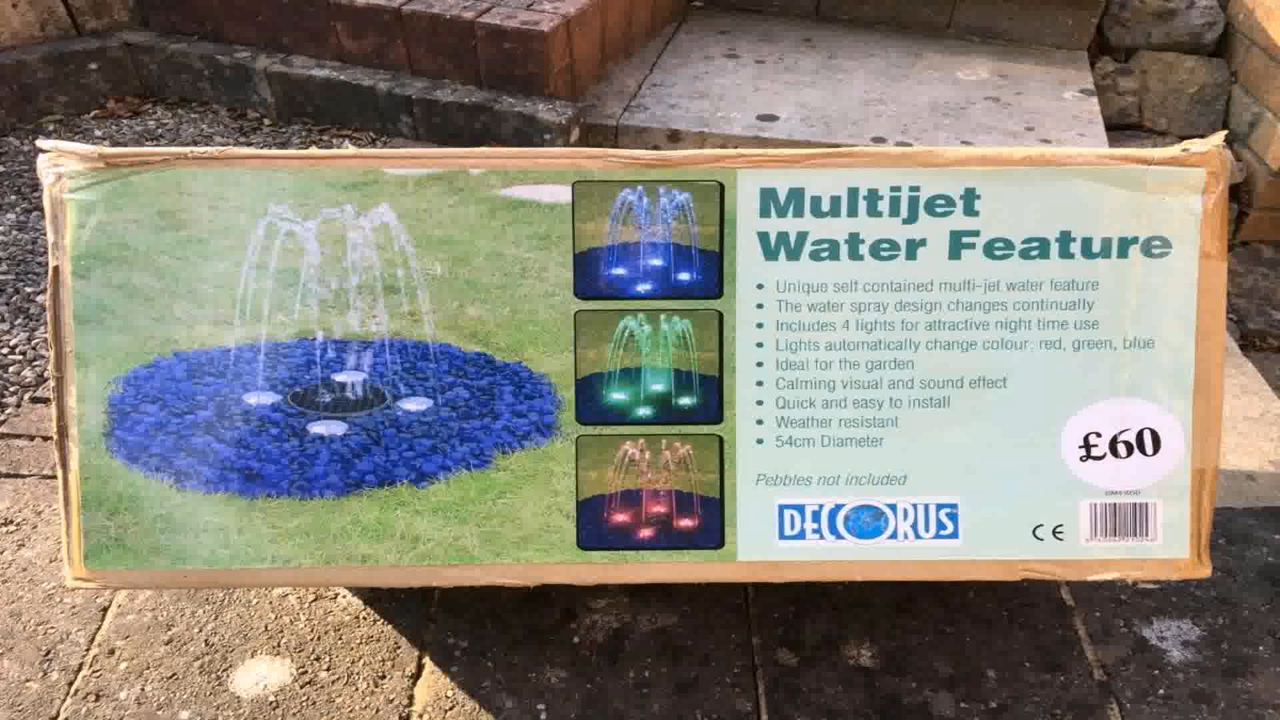 Multijet
Water Feature
• Unique self contained multi-jet water feature
• The water spray design changes continually
• Includes 4 lights for attractive night time use
• Lights automatically change colour: red, green, blue
• Ideal for the garden
• Calming visual and sound effect
• Quick and easy to install
• Weather resistant
• 54cm Diameter
£60
Pebbles not included
DECORUS
CE